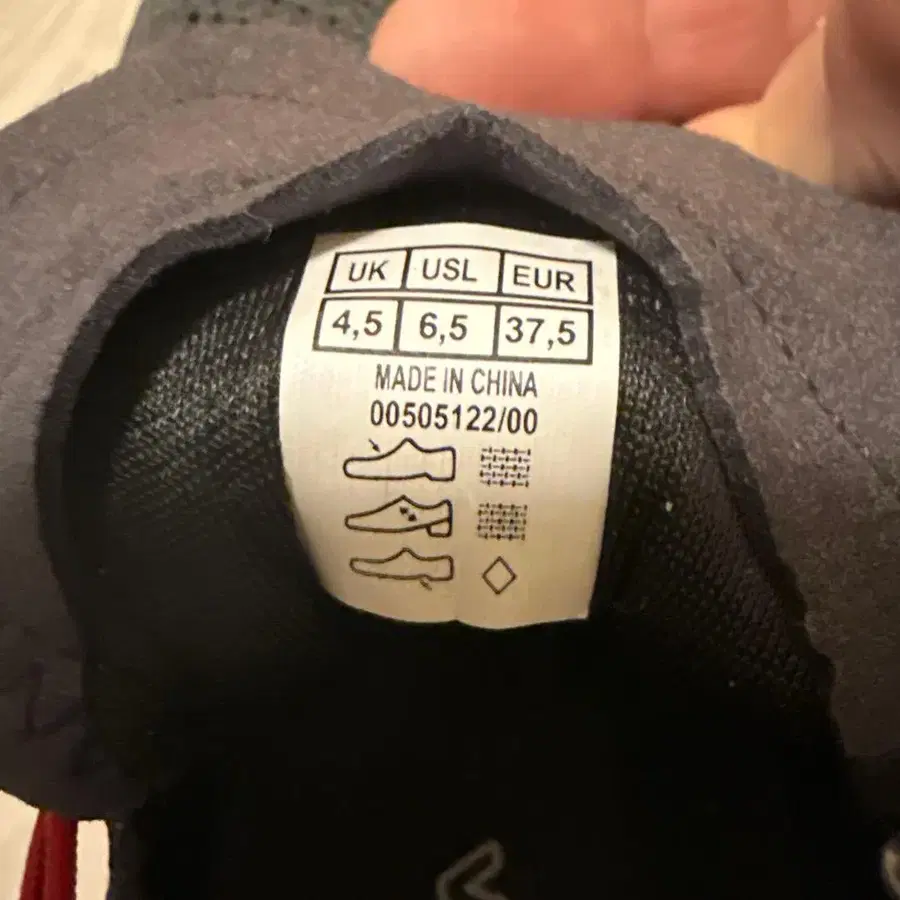 UK USL EUR
4,5 6,5 37,5
MADE IN CHINA
00505122/00